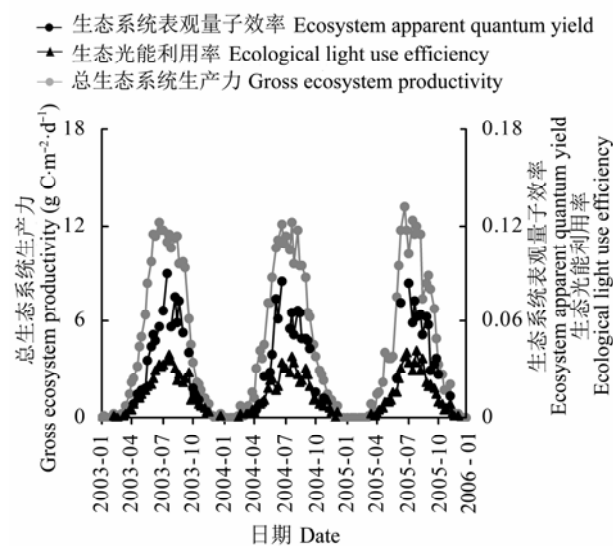 生态系统表观量子效率 Ecosystem apparent quantum yield
生态光能利用率 Ecological light use efficiency
总生态系统生产力 Gross ecosystem productivity
总生态系统生产力
Gross ecosystem productivity (g C·m⁻²·d⁻¹)
18
12
6
0
0.18
0.12
0.06
0
生态系统表观量子效率
Ecosystem apparent quantum yield
生态光能利用率
Ecological light use efficiency
2003-01
2003-04
2003-07
2003-10
2004-01
2004-04
2004-07
2004-10
2005-01
2005-04
2005-07
2005-10
2006 - 01
日期 Date